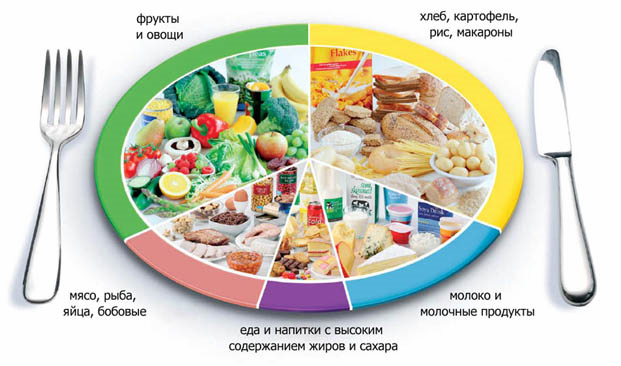 фрукты
и овощи
хлеб, картофель,
рис, макароны
Flakes
мясо, рыба,
яйца, бобовые
молоко и
молочные продукты
еда и напитки с высоким
содержанием жиров и сахара